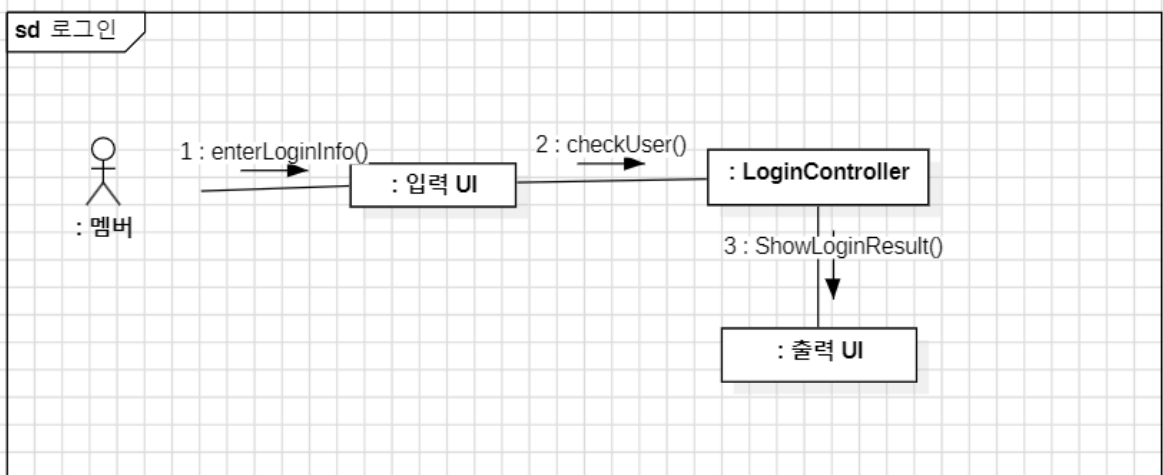 sd 로그인
1 : enterLoginInfo()
2 : checkUser()
: 멤버
: 입력 UI
: LoginController
3 : ShowLoginResult()
: 출력 UI